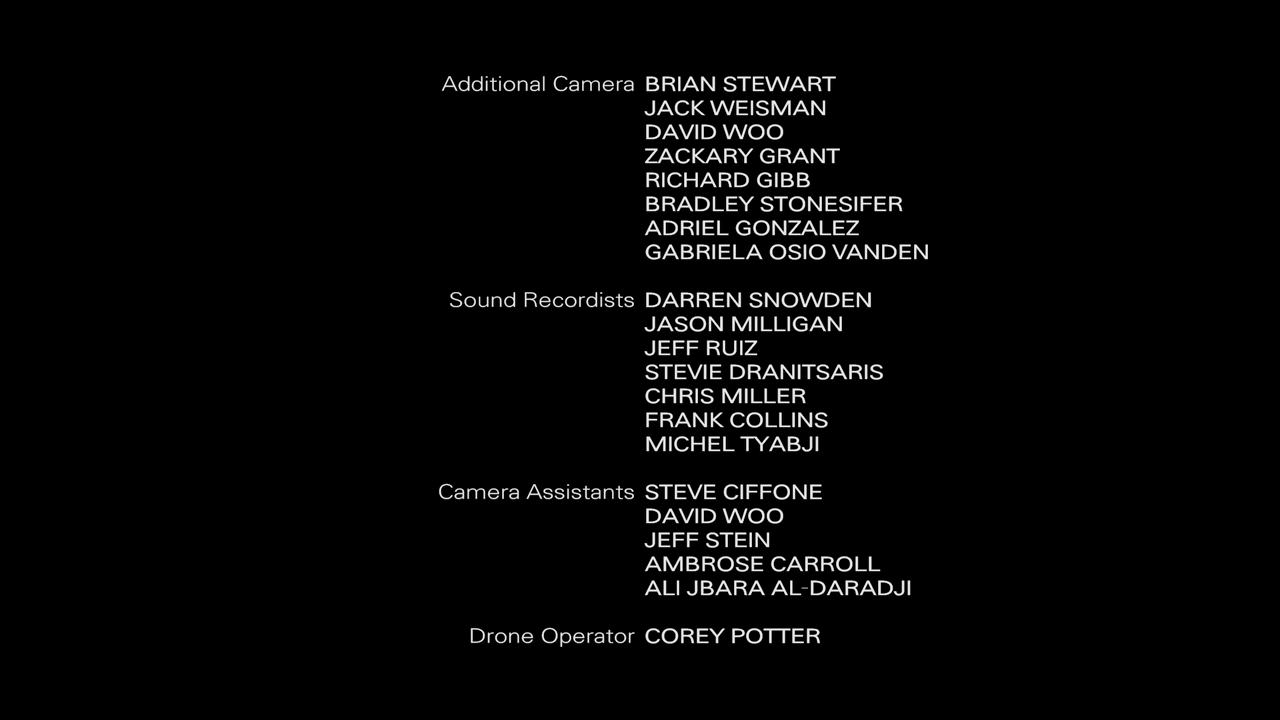 Additional Camera BRIAN STEWART
JACK WEISMAN
DAVID WOO
ZACKARY GRANT
RICHARD GIBB
BRADLEY STONESIFER
ADRIEL GONZALEZ
GABRIELA OSIO VANDEN
Sound Recordists DARREN SNOWDEN
JASON MILLIGAN
JEFF RUIZ
STEVIE DRANITSARIS
CHRIS MILLER
FRANK COLLINS
MICHEL TYABJI
Camera Assistants STEVE CIFFONE
DAVID WOO
JEFF STEIN
AMBROSE CARROLL
ALI JBARA AL-DARADJI
Drone Operator COREY POTTER